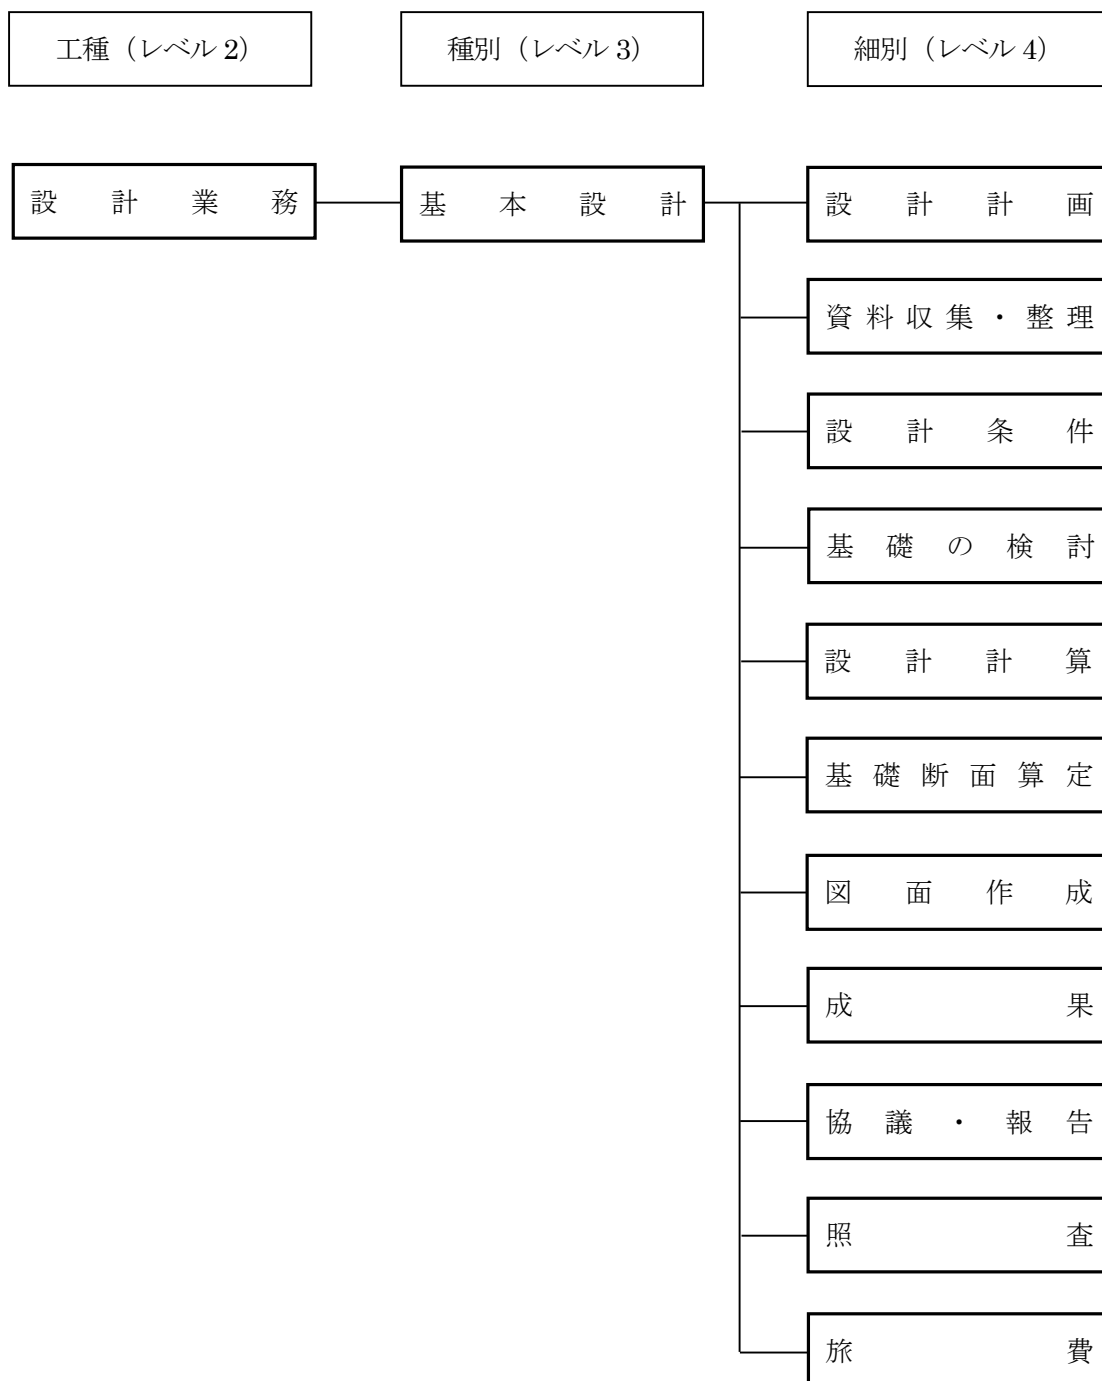 工種（レベル 2） 種別（レベル 3） 細別（レベル 4）
設計業務 基本設計 設計計画
資料収集・整理
設計条件
基礎の検討
設計計算
基礎断面算定
図面作成
成果
協議・報告
照査
旅費